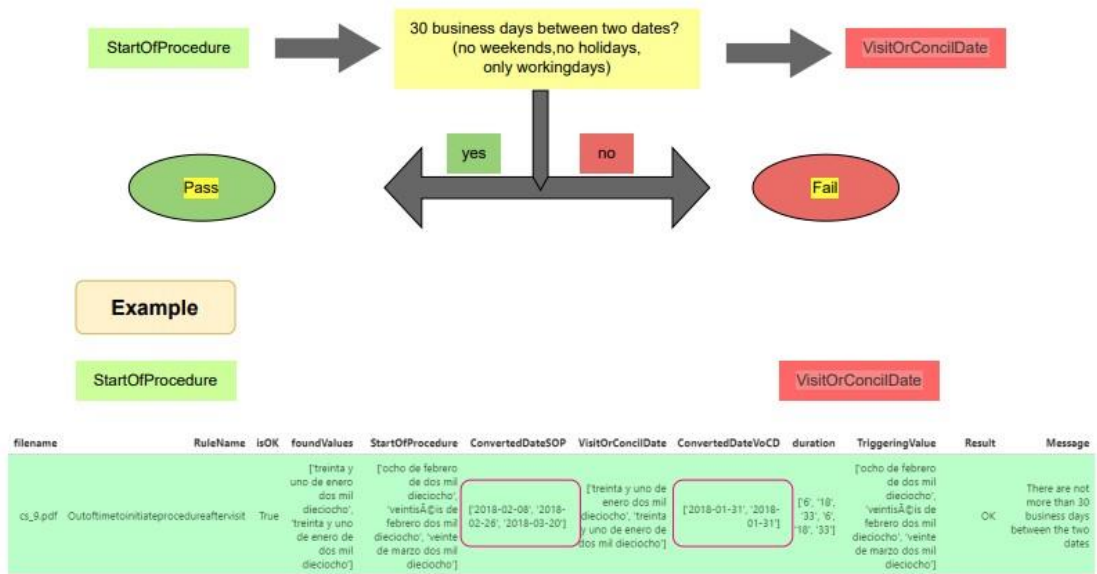 StartOfProcedure
30 business days between two dates?
(no weekends,no holidays,
only workingdays)
VisitOrConcilDate
yes
no
Pass
Fail
Example
StartOfProcedure
VisitOrConcilDate
filename RuleName isOK foundValues StartOfProcedure ConvertedDateSOP VisitOrConcilDate ConvertedDateVoCD duration TriggeringValue Result Message
cs_9.pdf
Outoftimetoinitiateprocedureaftervisit
True
['treinta y
uno de enero
dos mil
dieciocho',
'treinta y uno
de enero de
dos mil
dieciocho']
['ocho de febrero
de dos mil
dieciocho',
'veintisÃ©is de
febrero dos mil
dieciocho', 'veinte
de marzo dos mil
dieciocho']
['2018-02-08', '2018-
02-26', '2018-03-20']
['treinta y uno de
enero dos mil
dieciocho', 'treinta
y uno de enero de
dos mil dieciocho']
['2018-01-31', '2018-
01-31']
['6', '18',
'33', '6',
'18', '33']
['ocho de febrero
de dos mil
dieciocho',
'veintisÃ©is de
febrero dos mil
dieciocho', 'veinte
de marzo dos mil
dieciocho']
OK
There are not
more than 30
business days
between the two
dates